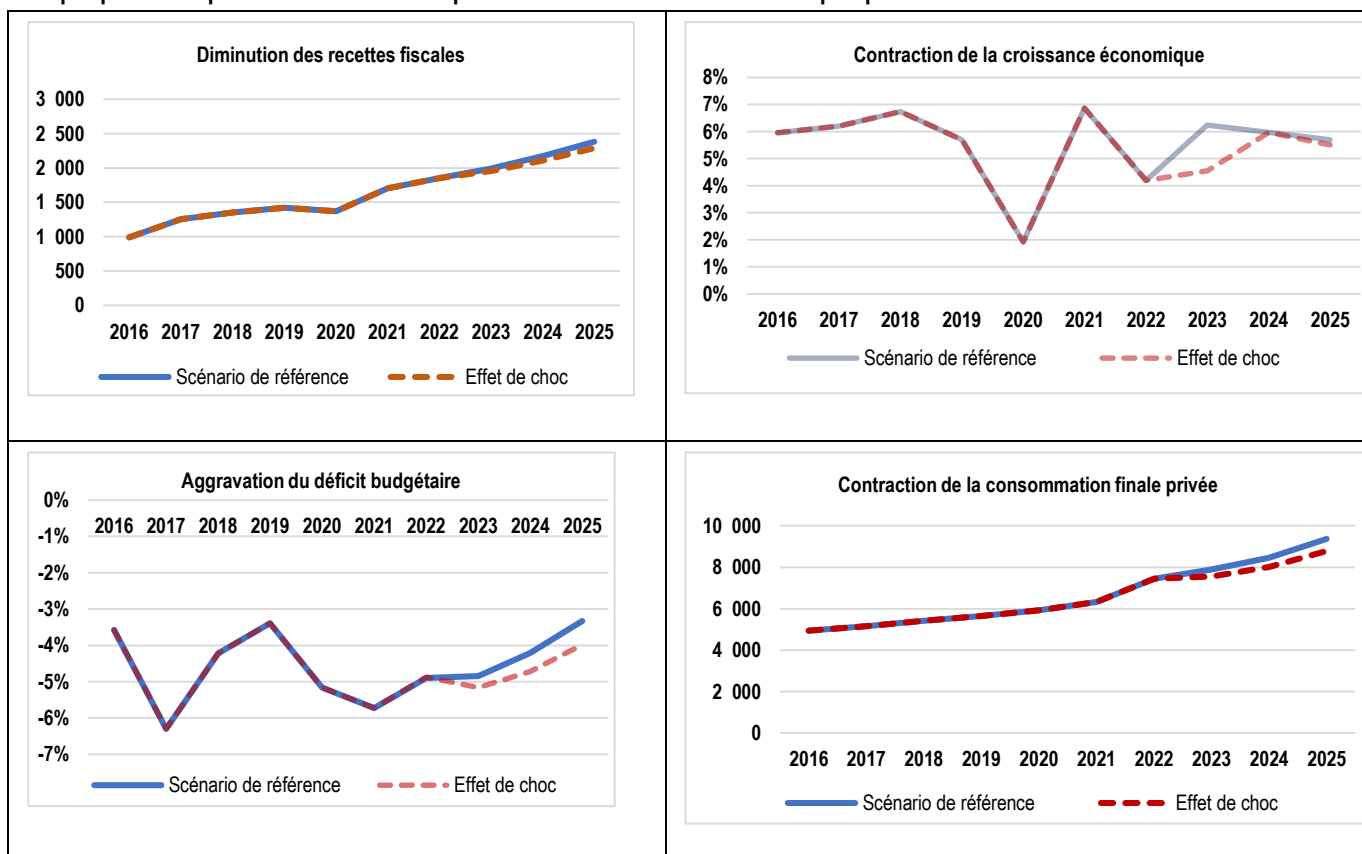 Diminution des recettes fiscales
3 000
2 500
2 000
1 500
1 000
500
0
2016 2017 2018 2019 2020 2021 2022 2023 2024 2025
Scénario de référence Effet de choc
Contraction de la croissance économique
8%
7%
6%
5%
4%
3%
2%
1%
0%
2016 2017 2018 2019 2020 2021 2022 2023 2024 2025
Scénario de référence Effet de choc
Aggravation du déficit budgétaire
0%
2016 2017 2018 2019 2020 2021 2022 2023 2024 2025
-1%
-2%
-3%
-4%
-5%
-6%
-7%
Scénario de référence Effet de choc
Contraction de la consommation finale privée
10 000
8 000
6 000
4 000
2 000
0
2016 2017 2018 2019 2020 2021 2022 2023 2024 2025
Scénario de référence Effet de choc